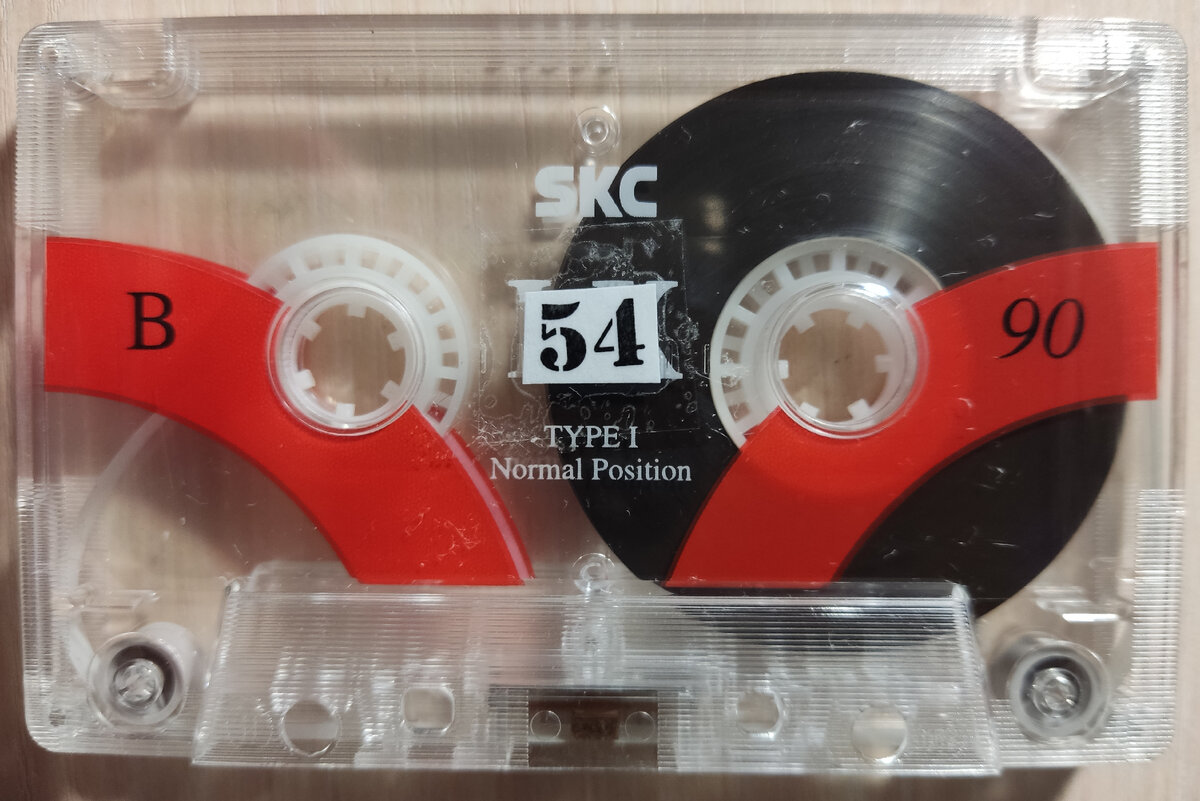 SKC
B
54
90
TYPE I
Normal Position